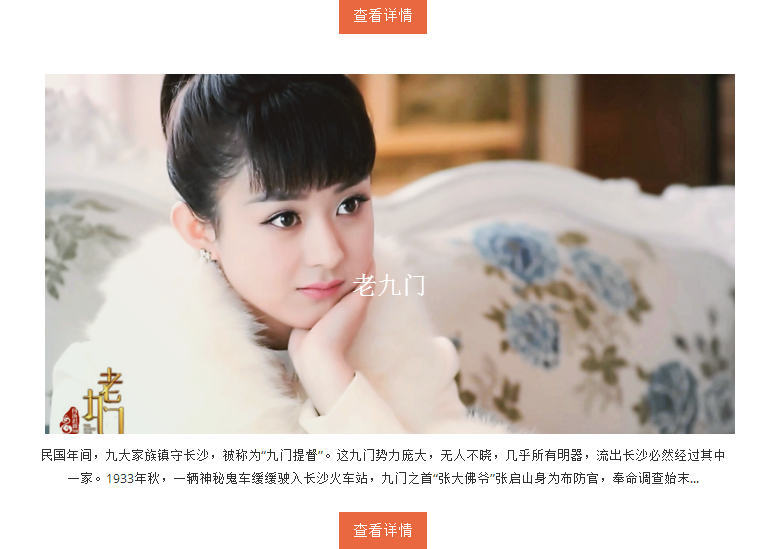 查看详情
老九门
老九门
民国年间，九大家族镇守长沙，被称为“九门提督”。这九门势力庞大，无人不晓，几乎所有明器，流出长沙必然经过其中
一家。1933年秋，一辆神秘鬼车缓缓驶入长沙火车站，九门之首“张大佛爷”张启山身为布防官，奉命调查始末...
查看详情